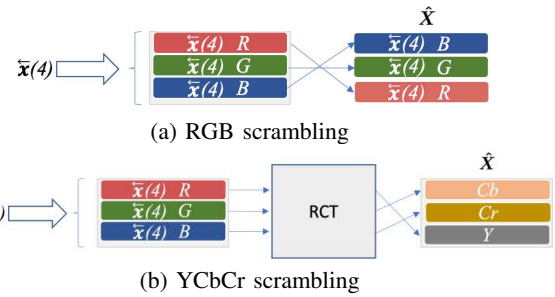 X̂
x⃖(4)
x⃖(4) R
x⃖(4) B
x⃖(4) G
x⃖(4) G
x⃖(4) B
x⃖(4) R
(a) RGB scrambling
X̂
)
x⃖(4) R
Cb
x⃖(4) G
RCT
Cr
x⃖(4) B
Y
(b) YCbCr scrambling